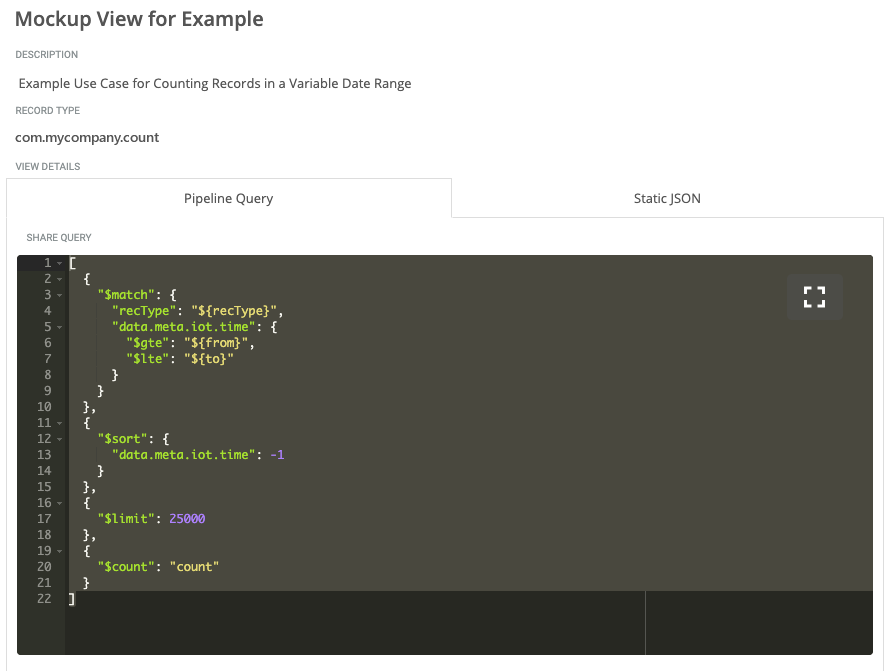 Mockup View for Example
DESCRIPTION
Example Use Case for Counting Records in a Variable Date Range
RECORD TYPE
com.mycompany.count
VIEW DETAILS
Pipeline Query
Static JSON
SHARE QUERY
1 [
2 {
3 "$match": {
4 "recType": "${recType}",
5 "data.meta.iot.time": {
6 "$gte": "${from}",
7 "$lte": "${to}"
8 }
9 }
10 },
11 {
12 "$sort": {
13 "data.meta.iot.time": -1
14 }
15 },
16 {
17 "$limit": 25000
18 },
19 {
20 "$count": "count"
21 }
22 ]